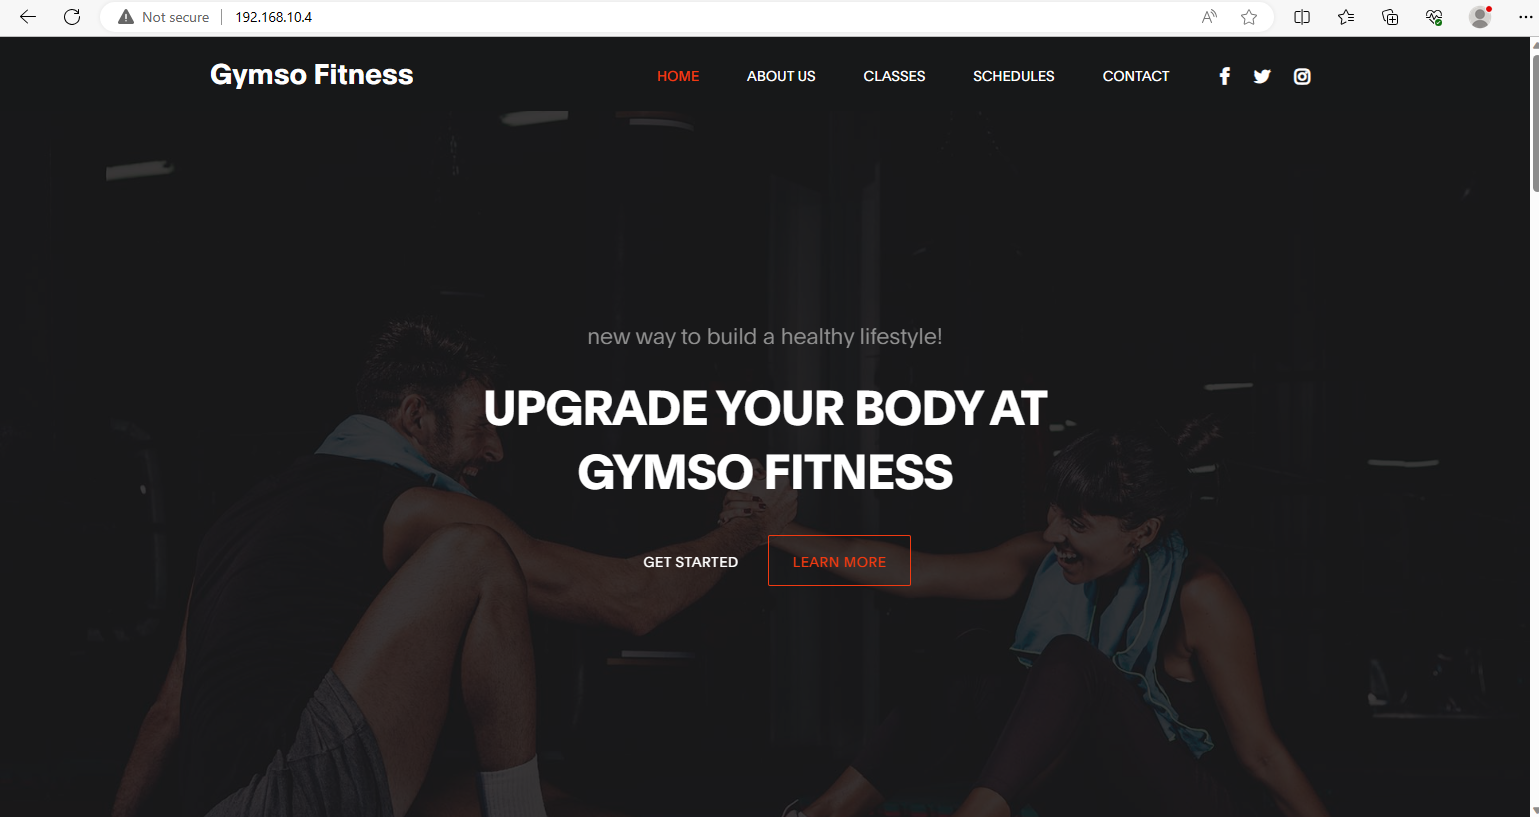 Not secure 192.168.10.4
Gymso Fitness
HOME ABOUT US CLASSES SCHEDULES CONTACT
new way to build a healthy lifestyle!
UPGRADE YOUR BODY AT
GYMSO FITNESS
GET STARTED LEARN MORE